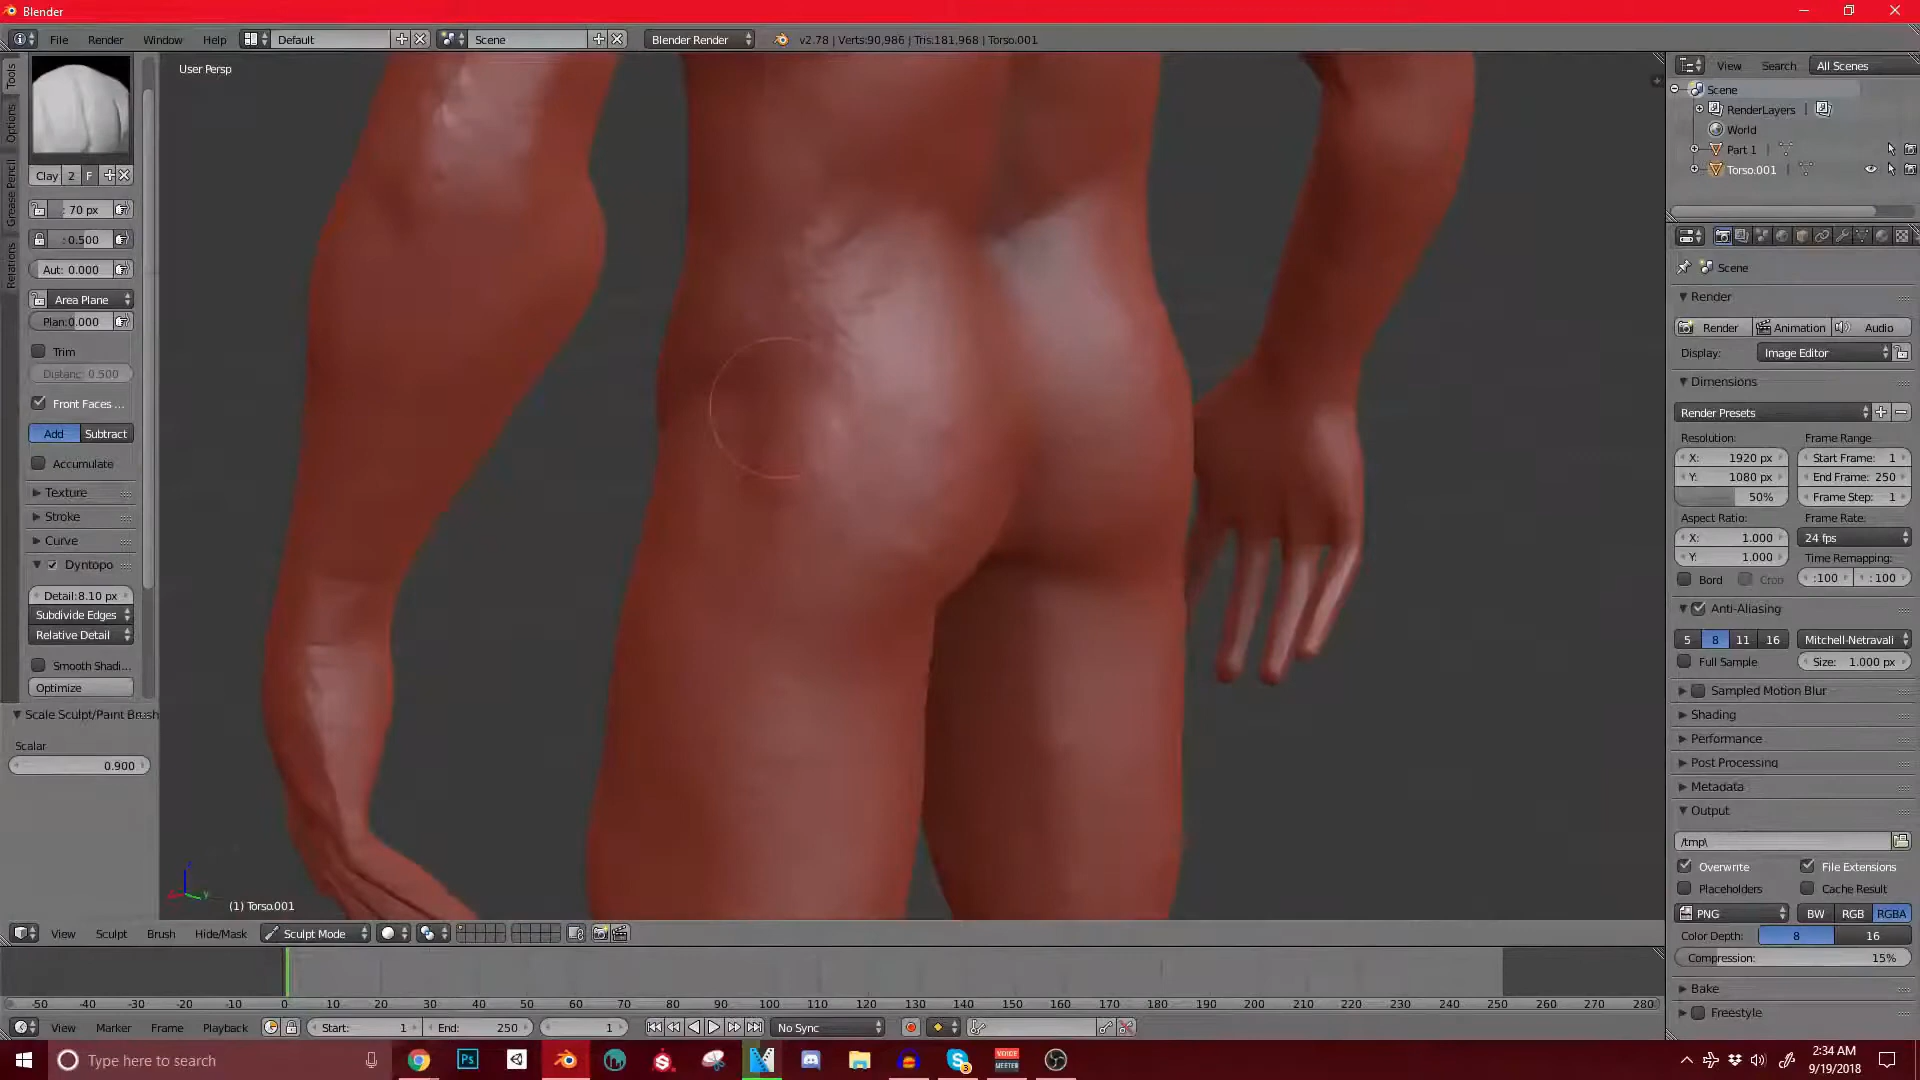 Blender
File Render Window Help Default Scene Blender Render v2.78 | Verts:90,986 | Tris:181,968 | Torso.001
User Persp
View Search All Scenes
Scene
RenderLayers
World
Part 1
Torso.001
Tools
Options
Grease Pencil
Relations
Clay 2 F
: 70 px
: 0.500
Aut: 0.000
Area Plane
Plan:0.000
Trim
Distanc: 0.500
Front Faces ...
Add Subtract
Accumulate
Texture
Stroke
Curve
Dyntopo
Detail:8.10 px
Subdivide Edges
Relative Detail
Smooth Shadi...
Optimize
Scale Sculpt/Paint Brush
Scalar
0.900
Scene
Render
Render Animation Audio
Display: Image Editor
Dimensions
Render Presets
Resolution: Frame Range:
X: 1920 px Start Frame: 1
Y: 1080 px End Frame: 250
50% Frame Step: 1
Aspect Ratio: Frame Rate:
X: 1.000 24 fps
Y: 1.000 Time Remapping:
Bord Crop :100 : 100
Anti-Aliasing
5 8 11 16 Mitchell-Netravali
Full Sample Size: 1.000 px
Sampled Motion Blur
Shading
Performance
Post Processing
Metadata
Output
/tmp\
Overwrite File Extensions
Placeholders Cache Result
PNG BW RGB RGBA
Color Depth: 8 16
Compression: 15%
Bake
Freestyle
(1) Torso.001
View Sculpt Brush Hide/Mask Sculpt Mode
-50 -40 -30 -20 -10 0 10 20 30 40 50 60 70 80 90 100 110 120 130 140 150 160 170 180 190 200 210 220 230 240 250 260 270 280
View Marker Frame Playback Start: 1 End: 250 1 No Sync
Type here to search
Ps
VOICE
MEETER
2:34 AM
9/19/2018